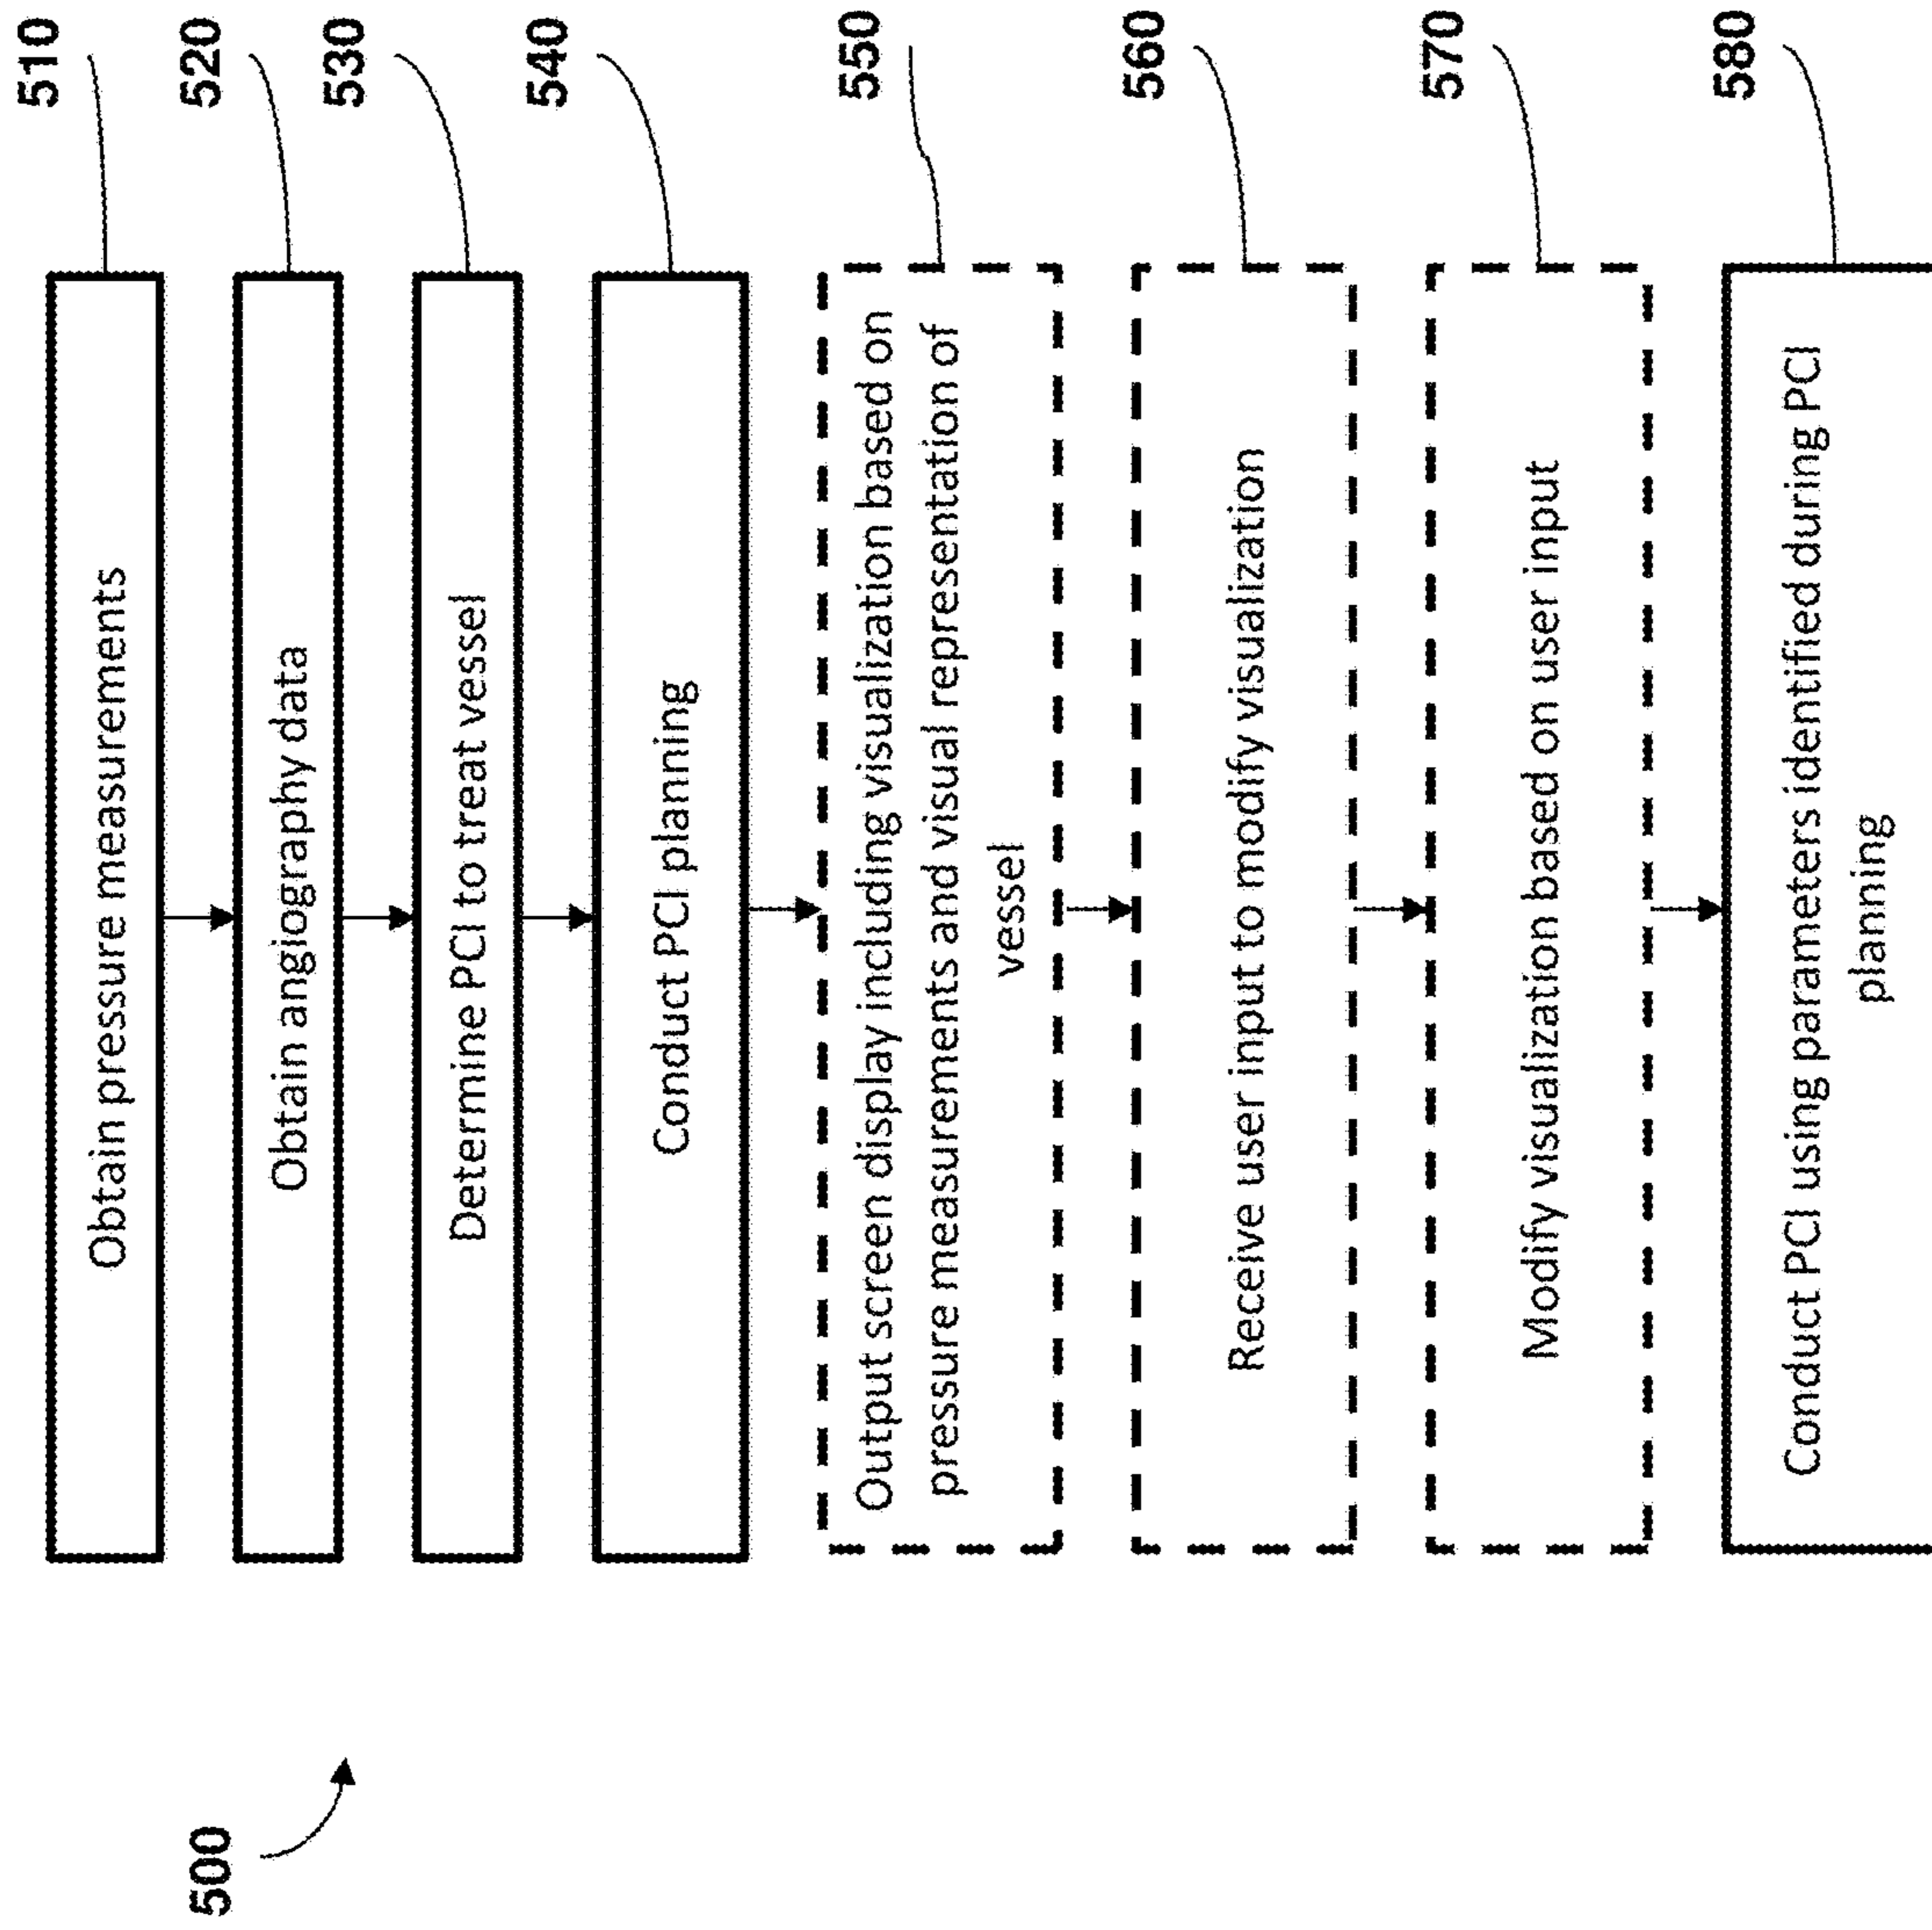 500
510
Obtain pressure measurements
520
Obtain angiography data
530
Determine PCI to treat vessel
540
Conduct PCI planning
550
Output screen display including visualization based on
pressure measurements and visual representation of
vessel
560
Receive user input to modify visualization
570
Modify visualization based on user input
580
Conduct PCI using parameters identified during PCI
planning